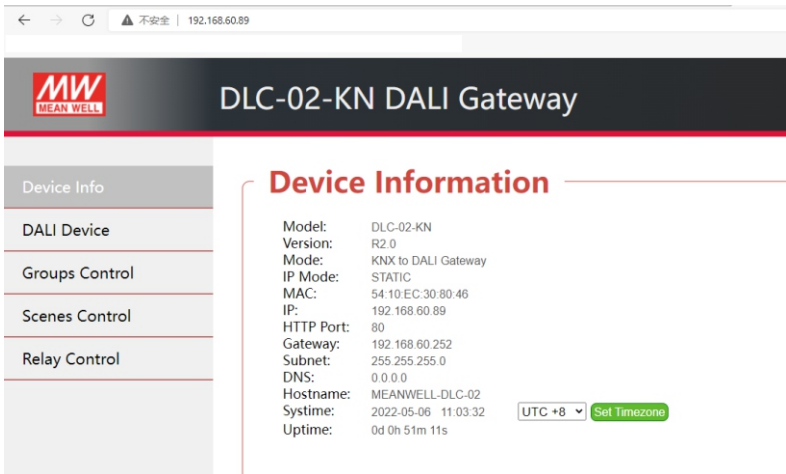 不安全 | 192.168.60.89
MW
MEAN WELL
DLC-02-KN DALI Gateway
Device Info
DALI Device
Groups Control
Scenes Control
Relay Control
Device Information
Model: DLC-02-KN
Version: R2.0
Mode: KNX to DALI Gateway
IP Mode: STATIC
MAC: 54:10:EC:30:80:46
IP: 192.168.60.89
HTTP Port: 80
Gateway: 192.168.60.252
Subnet: 255.255.255.0
DNS: 0.0.0.0
Hostname: MEANWELL-DLC-02
Systime: 2022-05-06 11:03:32 UTC +8 Set Timezone
Uptime: 0d 0h 51m 11s